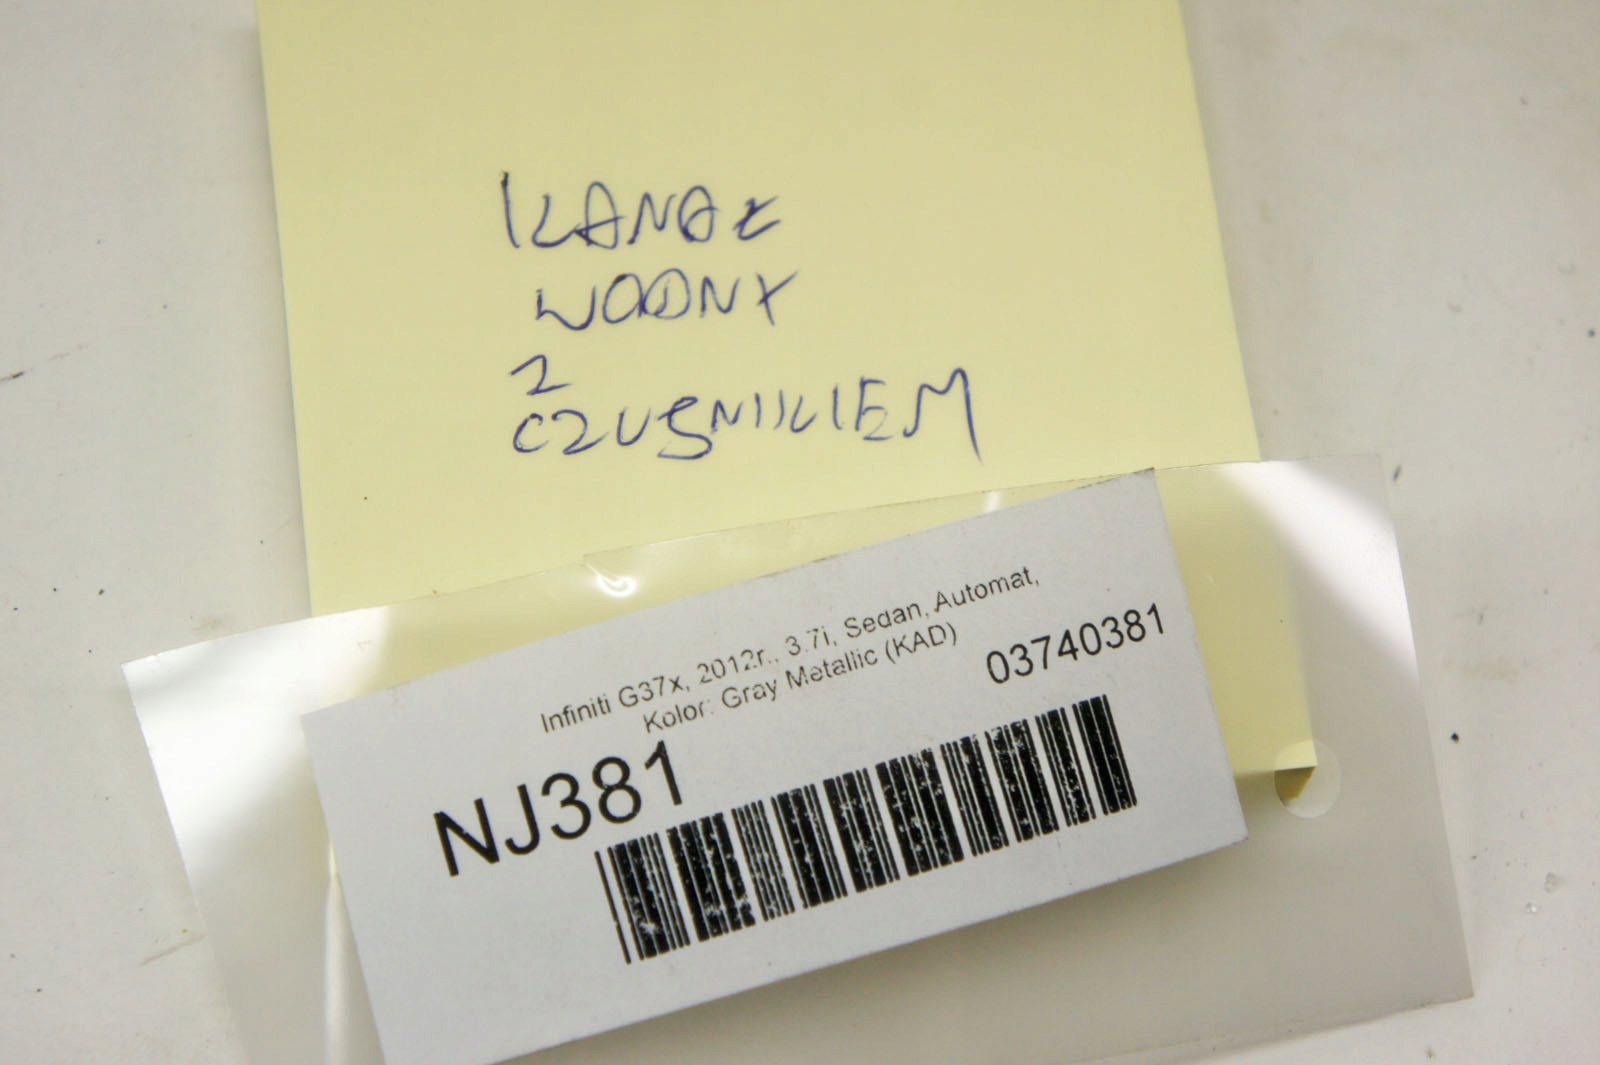 KANAŁ
WODNY
Z
CZUJNIKIEM
Infiniti G37x, 2012r., 3.7i, Sedan, Automat,
Kolor: Gray Metallic (KAD)
03740381
NJ381